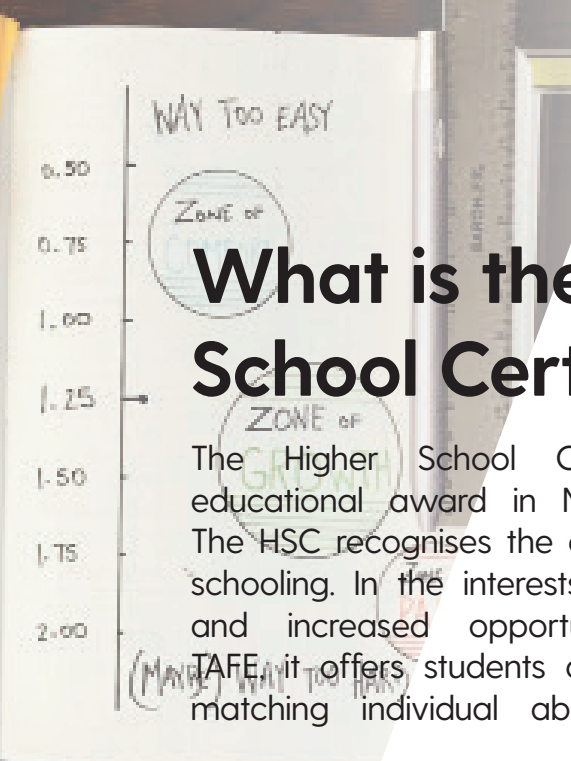 WAY TOO EASY
0.50
ZONE OF
0.75
COMFORT
What is the
1.00
School Cert
1.25
ZONE OF
The Higher School C
1.50
GROWTH
educational award in N
The HSC recognises the
1.75
schooling. In the interests
2.00
and increased opportu
(MAYBE) WAY TOO HARD
TAFE, it offers students
matching individual ab